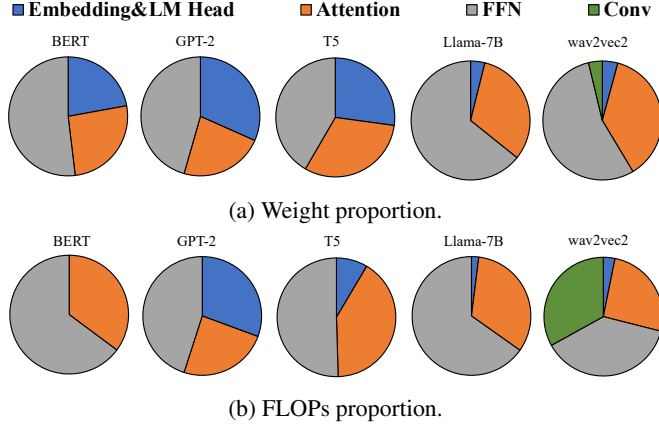 Embedding&LM Head Attention FFN Conv
BERT GPT-2 T5 Llama-7B wav2vec2
(a) Weight proportion.
BERT GPT-2 T5 Llama-7B wav2vec2
(b) FLOPs proportion.